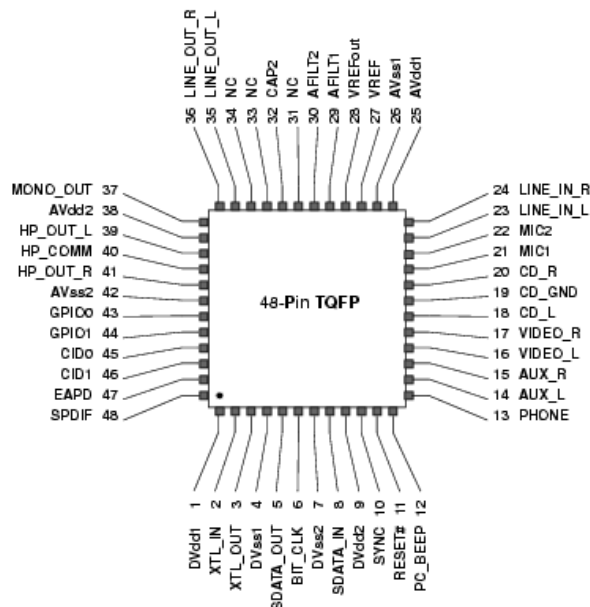 36 LINE_OUT_R
35 LINE_OUT_L
34 NC
33 NC
32 CAP2
31 NC
30 AFILT2
29 AFILT1
28 VREFout
27 VREF
26 AVss1
25 AVdd1
MONO_OUT 37
AVdd2 38
HP_OUT_L 39
HP_COMM 40
HP_OUT_R 41
AVss2 42
GPIO0 43
GPIO1 44
CID0 45
CID1 46
EAPD 47
SPDIF 48
48-Pin TQFP
24 LINE_IN_R
23 LINE_IN_L
22 MIC2
21 MIC1
20 CD_R
19 CD_GND
18 CD_L
17 VIDEO_R
16 VIDEO_L
15 AUX_R
14 AUX_L
13 PHONE
DVdd1 1
XTL_IN 2
XTL_OUT 3
DVss1 4
SDATA_OUT 5
BIT_CLK 6
DVss2 7
SDATA_IN 8
DVdd2 9
SYNC 10
RESET# 11
PC_BEEP 12